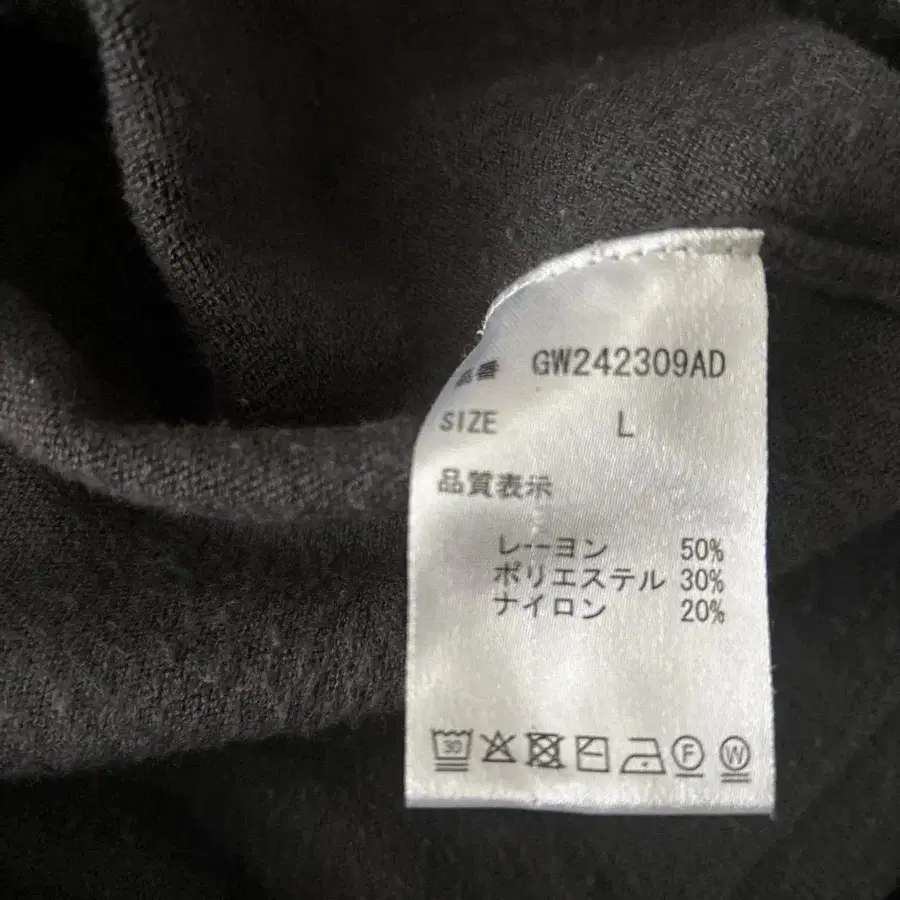 品番 GW242309AD
SIZE L
品質表示
レーヨン 50%
ポリエステル 30%
ナイロン 20%
30 F W